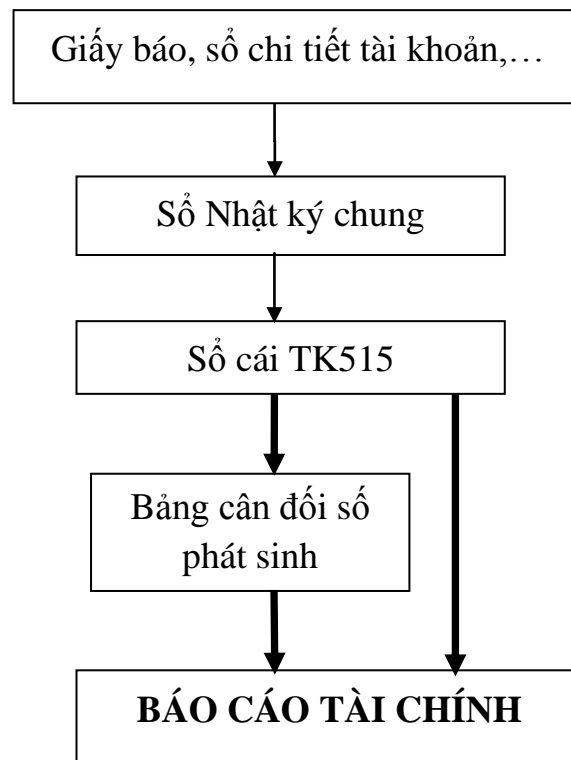 Giấy báo, sổ chi tiết tài khoản,…
Sổ Nhật ký chung
Sổ cái TK515
Bảng cân đối số
phát sinh
BÁO CÁO TÀI CHÍNH